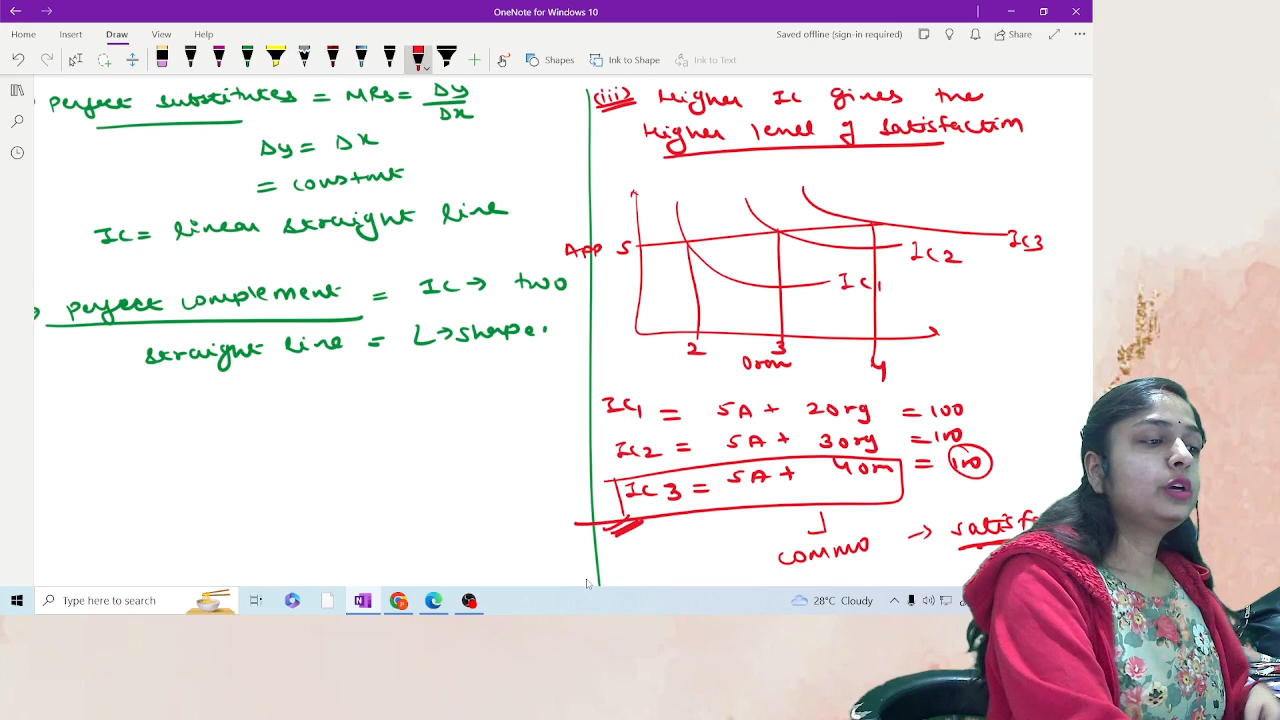 OneNote for Windows 10
Home Insert Draw View Help
Saved offline (sign-in required)
Share
Shapes
Ink to Shape
Ink to Text
Perfect substitutes = MRS = Δy/Δx
Δy = Δx
= constant
IC = linear straight line
Perfect complement = IC → two
straight line = L → shape.
(iii) Higher IC gives the
Higher level of satisfaction
App 5
IC3
IC2
IC1
2 3 4
Oran
IC1 = 5A + 2Org = 100
IC2 = 5A + 3Org = 100
IC3 = 5A + 4Oran = 100
commo → satisf
Type here to search
28°C Cloudy